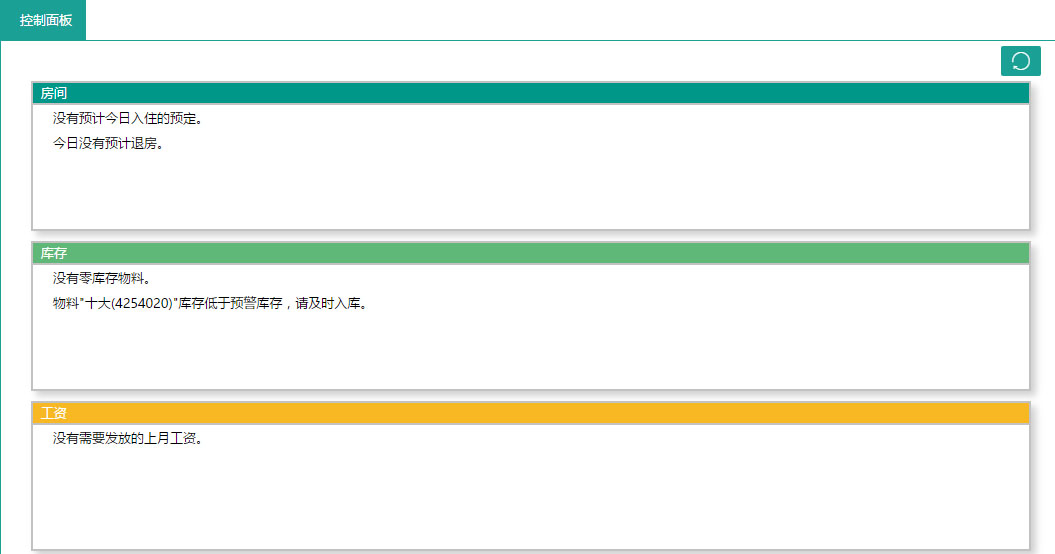 控制面板
房间
没有预计今日入住的预定。
今日没有预计退房。
库存
没有零库存物料。
物料"十大(4254020)"库存低于预警库存，请及时入库。
工资
没有需要发放的上月工资。